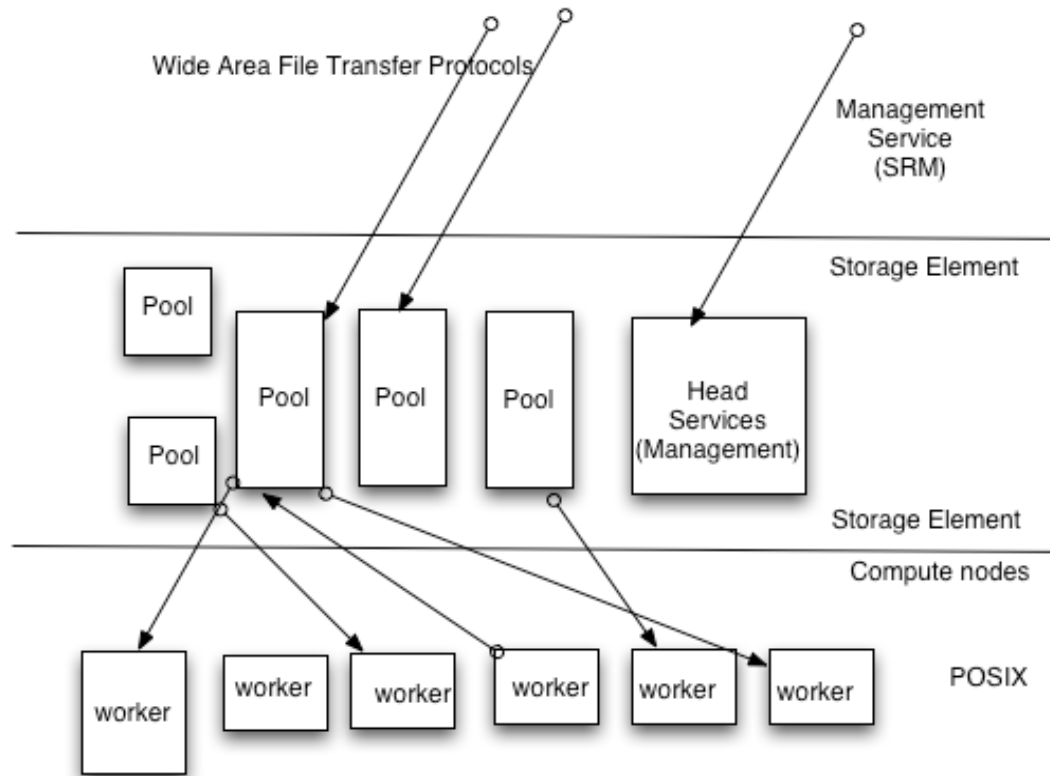 Wide Area File Transfer Protocols
Management
Service
(SRM)
Storage Element
Pool
Pool
Pool
Pool
Pool
Head
Services
(Management)
Storage Element
Compute nodes
worker
worker
worker
worker
worker
worker
POSIX